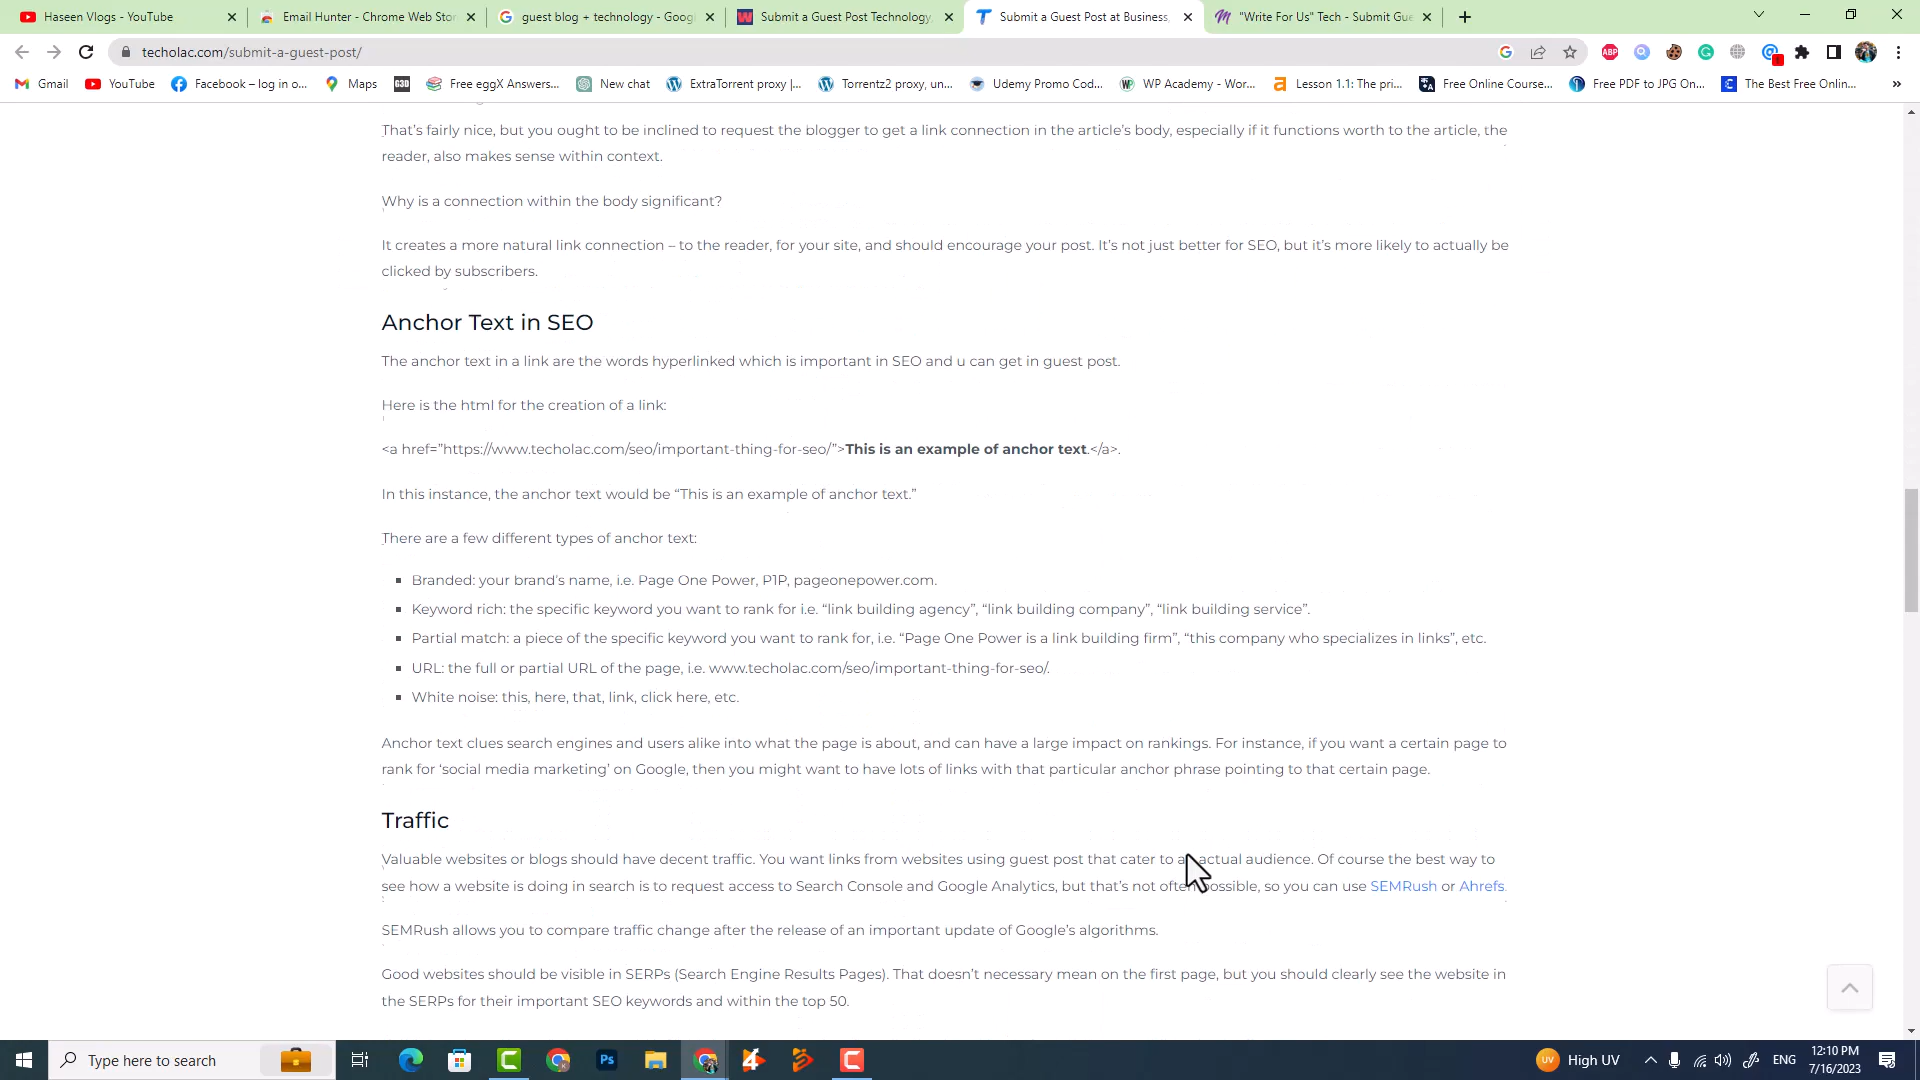 Haseen Vlogs - YouTube
Email Hunter - Chrome Web Stor
guest blog + technology - Googl
Submit a Guest Post Technology,
Submit a Guest Post at Business,
"Write For Us" Tech - Submit Gue
techolac.com/submit-a-guest-post/
Gmail
YouTube
Facebook – log in o...
Maps
Free eggX Answers...
New chat
ExtraTorrent proxy |...
Torrentz2 proxy, un...
Udemy Promo Cod...
WP Academy - Wor...
Lesson 1.1: The pri...
Free Online Course...
Free PDF to JPG On...
The Best Free Onlin...
That's fairly nice, but you ought to be inclined to request the blogger to get a link connection in the article's body, especially if it functions worth to the article, the
reader, also makes sense within context.
Why is a connection within the body significant?
It creates a more natural link connection – to the reader, for your site, and should encourage your post. It's not just better for SEO, but it's more likely to actually be
clicked by subscribers.
Anchor Text in SEO
The anchor text in a link are the words hyperlinked which is important in SEO and u can get in guest post.
Here is the html for the creation of a link:
<a href=”https://www.techolac.com/seo/important-thing-for-seo/”>This is an example of anchor text.</a>.
In this instance, the anchor text would be “This is an example of anchor text.”
There are a few different types of anchor text:
▪ Branded: your brand's name, i.e. Page One Power, P1P, pageonepower.com.
▪ Keyword rich: the specific keyword you want to rank for i.e. “link building agency”, “link building company”, “link building service”.
▪ Partial match: a piece of the specific keyword you want to rank for, i.e. “Page One Power is a link building firm”, “this company who specializes in links”, etc.
▪ URL: the full or partial URL of the page, i.e. www.techolac.com/seo/important-thing-for-seo/.
▪ White noise: this, here, that, link, click here, etc.
Anchor text clues search engines and users alike into what the page is about, and can have a large impact on rankings. For instance, if you want a certain page to
rank for ‘social media marketing’ on Google, then you might want to have lots of links with that particular anchor phrase pointing to that certain page.
Traffic
Valuable websites or blogs should have decent traffic. You want links from websites using guest post that cater to actual audience. Of course the best way to
see how a website is doing in search is to request access to Search Console and Google Analytics, but that's not often possible, so you can use SEMRush or Ahrefs.
SEMRush allows you to compare traffic change after the release of an important update of Google's algorithms.
Good websites should be visible in SERPs (Search Engine Results Pages). That doesn't necessary mean on the first page, but you should clearly see the website in
the SERPs for their important SEO keywords and within the top 50.
Type here to search
High UV
ENG
12:10 PM
7/16/2023